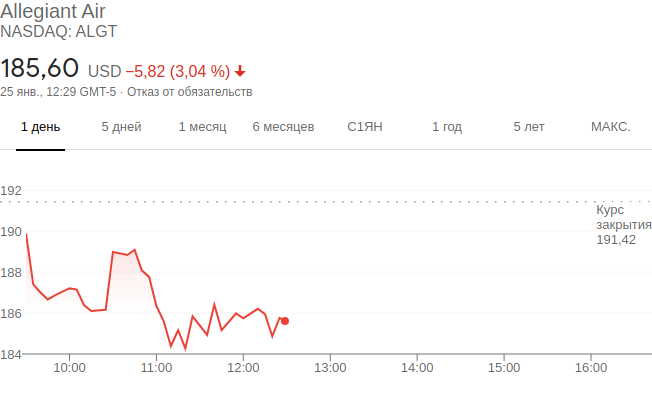 Allegiant Air
NASDAQ: ALGT
185,60 USD −5,82 (3,04 %)
25 янв., 12:29 GMT-5 · Отказ от обязательств
1 день 5 дней 1 месяц 6 месяцев С1ЯН 1 год 5 лет МАКС.
192
Курс
закрытия
191,42
190
188
186
184
10:00 11:00 12:00 13:00 14:00 15:00 16:00